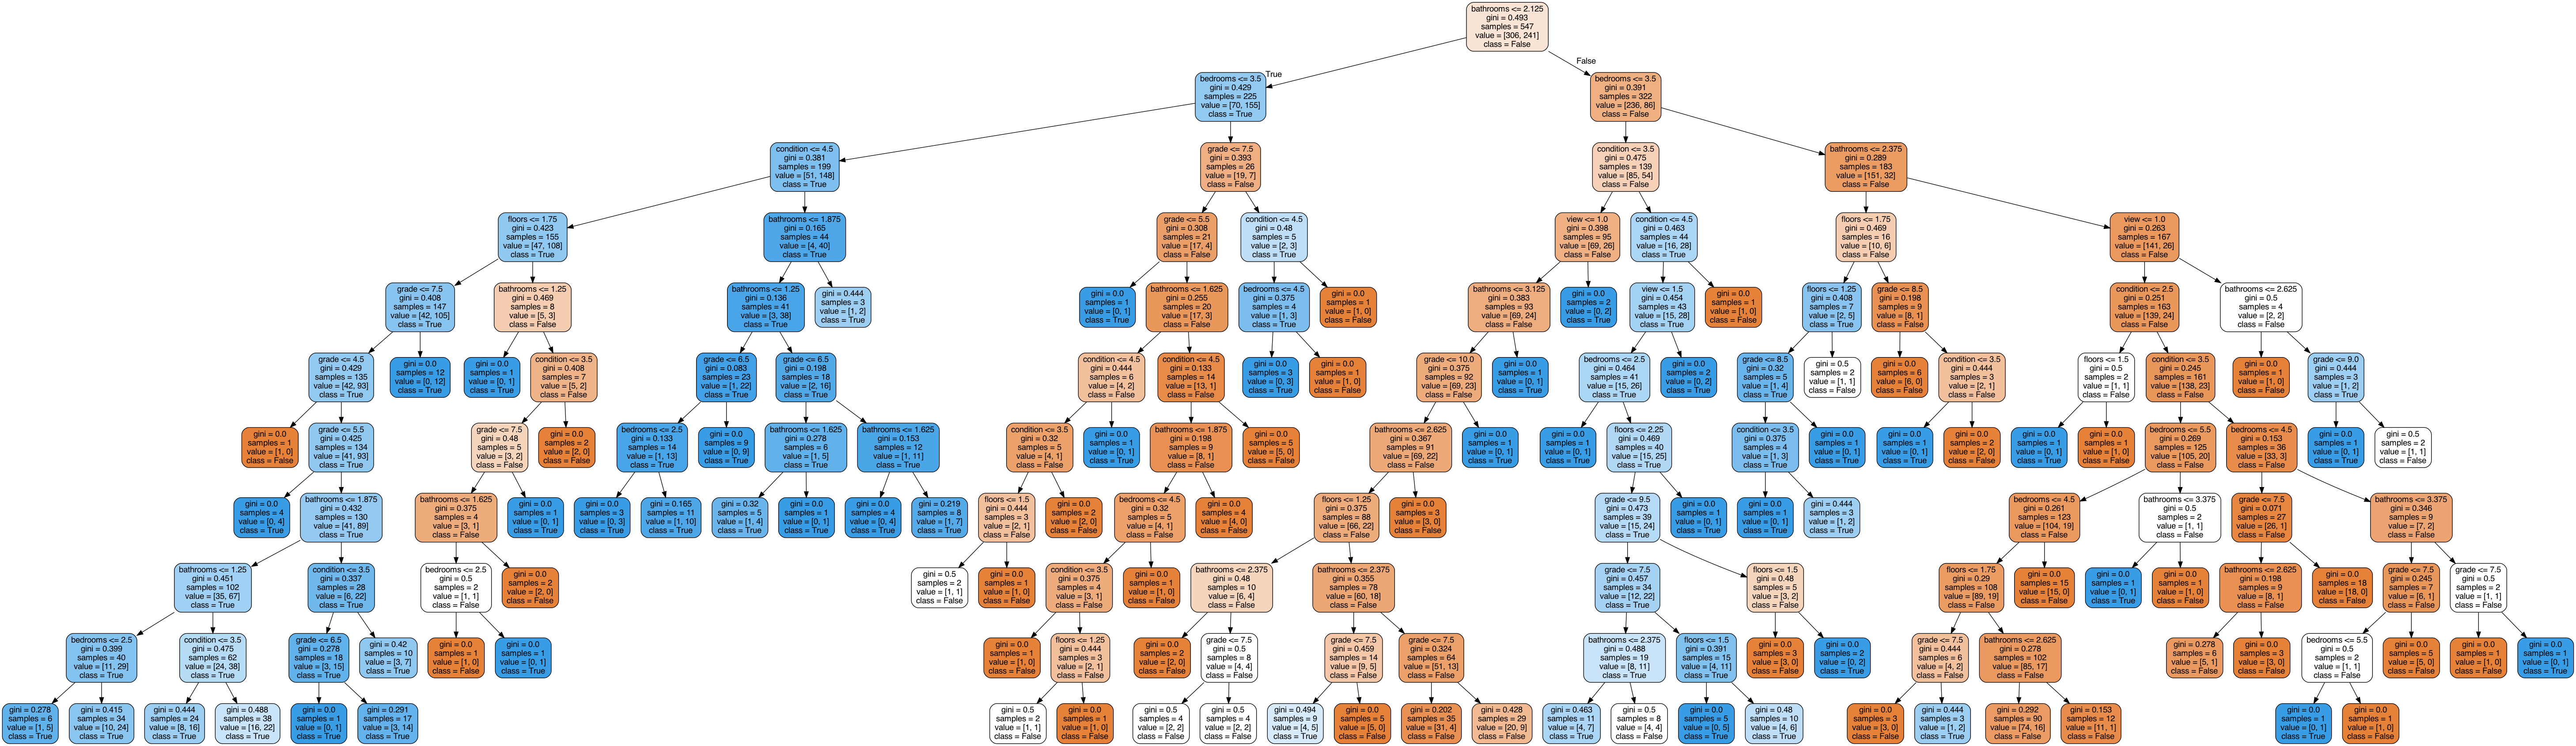 bathrooms <= 2.125
gini = 0.493
samples = 547
value = [306, 241]
class = False
True
False
bedrooms <= 3.5
gini = 0.429
samples = 225
value = [70, 155]
class = True
bedrooms <= 3.5
gini = 0.391
samples = 322
value = [236, 86]
class = False
condition <= 4.5
gini = 0.381
samples = 199
value = [51, 148]
class = True
grade <= 7.5
gini = 0.393
samples = 26
value = [19, 7]
class = False
condition <= 3.5
gini = 0.475
samples = 139
value = [85, 54]
class = False
bathrooms <= 2.375
gini = 0.289
samples = 183
value = [151, 32]
class = False
floors <= 1.75
gini = 0.423
samples = 155
value = [47, 108]
class = True
bathrooms <= 1.875
gini = 0.165
samples = 44
value = [4, 40]
class = True
grade <= 5.5
gini = 0.308
samples = 21
value = [17, 4]
class = False
condition <= 4.5
gini = 0.48
samples = 5
value = [2, 3]
class = True
view <= 1.0
gini = 0.398
samples = 95
value = [69, 26]
class = False
condition <= 4.5
gini = 0.463
samples = 44
value = [16, 28]
class = True
floors <= 1.75
gini = 0.469
samples = 16
value = [10, 6]
class = False
view <= 1.0
gini = 0.263
samples = 167
value = [141, 26]
class = False
grade <= 7.5
gini = 0.408
samples = 147
value = [42, 105]
class = True
bathrooms <= 1.25
gini = 0.469
samples = 8
value = [5, 3]
class = False
bathrooms <= 1.25
gini = 0.136
samples = 41
value = [3, 38]
class = True
gini = 0.444
samples = 3
value = [1, 2]
class = True
gini = 0.0
samples = 1
value = [0, 1]
class = True
bathrooms <= 1.625
gini = 0.255
samples = 20
value = [17, 3]
class = False
bedrooms <= 4.5
gini = 0.375
samples = 4
value = [1, 3]
class = True
gini = 0.0
samples = 1
value = [1, 0]
class = False
bathrooms <= 3.125
gini = 0.383
samples = 93
value = [69, 24]
class = False
gini = 0.0
samples = 2
value = [0, 2]
class = True
view <= 1.5
gini = 0.454
samples = 43
value = [15, 28]
class = True
gini = 0.0
samples = 1
value = [1, 0]
class = False
floors <= 1.25
gini = 0.408
samples = 7
value = [2, 5]
class = True
grade <= 8.5
gini = 0.198
samples = 9
value = [8, 1]
class = False
condition <= 2.5
gini = 0.251
samples = 163
value = [139, 24]
class = False
bathrooms <= 2.625
gini = 0.5
samples = 4
value = [2, 2]
class = False
grade <= 4.5
gini = 0.429
samples = 135
value = [42, 93]
class = True
gini = 0.0
samples = 12
value = [0, 12]
class = True
gini = 0.0
samples = 1
value = [0, 1]
class = True
condition <= 3.5
gini = 0.408
samples = 7
value = [5, 2]
class = False
grade <= 6.5
gini = 0.083
samples = 23
value = [1, 22]
class = True
grade <= 6.5
gini = 0.198
samples = 18
value = [2, 16]
class = True
condition <= 4.5
gini = 0.444
samples = 6
value = [4, 2]
class = False
condition <= 4.5
gini = 0.133
samples = 14
value = [13, 1]
class = False
gini = 0.0
samples = 3
value = [0, 3]
class = True
gini = 0.0
samples = 1
value = [1, 0]
class = False
grade <= 10.0
gini = 0.375
samples = 92
value = [69, 23]
class = False
gini = 0.0
samples = 1
value = [0, 1]
class = True
bedrooms <= 2.5
gini = 0.464
samples = 41
value = [15, 26]
class = True
gini = 0.0
samples = 2
value = [0, 2]
class = True
grade <= 8.5
gini = 0.32
samples = 5
value = [1, 4]
class = True
gini = 0.5
samples = 2
value = [1, 1]
class = False
gini = 0.0
samples = 6
value = [6, 0]
class = False
condition <= 3.5
gini = 0.444
samples = 3
value = [2, 1]
class = False
floors <= 1.5
gini = 0.5
samples = 2
value = [1, 1]
class = False
condition <= 3.5
gini = 0.245
samples = 161
value = [138, 23]
class = False
gini = 0.0
samples = 1
value = [1, 0]
class = False
grade <= 9.0
gini = 0.444
samples = 3
value = [1, 2]
class = True
gini = 0.0
samples = 1
value = [1, 0]
class = False
grade <= 5.5
gini = 0.425
samples = 134
value = [41, 93]
class = True
grade <= 7.5
gini = 0.48
samples = 5
value = [3, 2]
class = False
gini = 0.0
samples = 2
value = [2, 0]
class = False
bedrooms <= 2.5
gini = 0.133
samples = 14
value = [1, 13]
class = True
gini = 0.0
samples = 9
value = [0, 9]
class = True
bathrooms <= 1.625
gini = 0.278
samples = 6
value = [1, 5]
class = True
bathrooms <= 1.625
gini = 0.153
samples = 12
value = [1, 11]
class = True
condition <= 3.5
gini = 0.32
samples = 5
value = [4, 1]
class = False
gini = 0.0
samples = 1
value = [0, 1]
class = True
bathrooms <= 1.875
gini = 0.198
samples = 9
value = [8, 1]
class = False
gini = 0.0
samples = 5
value = [5, 0]
class = False
bathrooms <= 2.625
gini = 0.367
samples = 91
value = [69, 22]
class = False
gini = 0.0
samples = 1
value = [0, 1]
class = True
gini = 0.0
samples = 1
value = [0, 1]
class = True
floors <= 2.25
gini = 0.469
samples = 40
value = [15, 25]
class = True
condition <= 3.5
gini = 0.375
samples = 4
value = [1, 3]
class = True
gini = 0.0
samples = 1
value = [0, 1]
class = True
gini = 0.0
samples = 1
value = [0, 1]
class = True
gini = 0.0
samples = 2
value = [2, 0]
class = False
gini = 0.0
samples = 1
value = [0, 1]
class = True
gini = 0.0
samples = 1
value = [1, 0]
class = False
bedrooms <= 5.5
gini = 0.269
samples = 125
value = [105, 20]
class = False
bedrooms <= 4.5
gini = 0.153
samples = 36
value = [33, 3]
class = False
gini = 0.0
samples = 1
value = [0, 1]
class = True
gini = 0.5
samples = 2
value = [1, 1]
class = False
gini = 0.0
samples = 4
value = [0, 4]
class = True
bathrooms <= 1.875
gini = 0.432
samples = 130
value = [41, 89]
class = True
bathrooms <= 1.625
gini = 0.375
samples = 4
value = [3, 1]
class = False
gini = 0.0
samples = 1
value = [0, 1]
class = True
gini = 0.0
samples = 3
value = [0, 3]
class = True
gini = 0.165
samples = 11
value = [1, 10]
class = True
gini = 0.32
samples = 5
value = [1, 4]
class = True
gini = 0.0
samples = 1
value = [0, 1]
class = True
gini = 0.0
samples = 4
value = [0, 4]
class = True
gini = 0.219
samples = 8
value = [1, 7]
class = True
floors <= 1.5
gini = 0.444
samples = 3
value = [2, 1]
class = False
gini = 0.0
samples = 2
value = [2, 0]
class = False
bedrooms <= 4.5
gini = 0.32
samples = 5
value = [4, 1]
class = False
gini = 0.0
samples = 4
value = [4, 0]
class = False
floors <= 1.25
gini = 0.375
samples = 88
value = [66, 22]
class = False
gini = 0.0
samples = 3
value = [3, 0]
class = False
grade <= 9.5
gini = 0.473
samples = 39
value = [15, 24]
class = True
gini = 0.0
samples = 1
value = [0, 1]
class = True
gini = 0.0
samples = 1
value = [0, 1]
class = True
gini = 0.444
samples = 3
value = [1, 2]
class = True
bedrooms <= 4.5
gini = 0.261
samples = 123
value = [104, 19]
class = False
bathrooms <= 3.375
gini = 0.5
samples = 2
value = [1, 1]
class = False
grade <= 7.5
gini = 0.071
samples = 27
value = [26, 1]
class = False
bathrooms <= 3.375
gini = 0.346
samples = 9
value = [7, 2]
class = False
bathrooms <= 1.25
gini = 0.451
samples = 102
value = [35, 67]
class = True
condition <= 3.5
gini = 0.337
samples = 28
value = [6, 22]
class = True
bedrooms <= 2.5
gini = 0.5
samples = 2
value = [1, 1]
class = False
gini = 0.0
samples = 2
value = [2, 0]
class = False
gini = 0.5
samples = 2
value = [1, 1]
class = False
gini = 0.0
samples = 1
value = [1, 0]
class = False
condition <= 3.5
gini = 0.375
samples = 4
value = [3, 1]
class = False
gini = 0.0
samples = 1
value = [1, 0]
class = False
bathrooms <= 2.375
gini = 0.48
samples = 10
value = [6, 4]
class = False
bathrooms <= 2.375
gini = 0.355
samples = 78
value = [60, 18]
class = False
grade <= 7.5
gini = 0.457
samples = 34
value = [12, 22]
class = True
floors <= 1.5
gini = 0.48
samples = 5
value = [3, 2]
class = False
floors <= 1.75
gini = 0.29
samples = 108
value = [89, 19]
class = False
gini = 0.0
samples = 15
value = [15, 0]
class = False
gini = 0.0
samples = 1
value = [0, 1]
class = True
gini = 0.0
samples = 1
value = [1, 0]
class = False
bathrooms <= 2.625
gini = 0.198
samples = 9
value = [8, 1]
class = False
gini = 0.0
samples = 18
value = [18, 0]
class = False
grade <= 7.5
gini = 0.245
samples = 7
value = [6, 1]
class = False
grade <= 7.5
gini = 0.5
samples = 2
value = [1, 1]
class = False
bedrooms <= 2.5
gini = 0.399
samples = 40
value = [11, 29]
class = True
condition <= 3.5
gini = 0.475
samples = 62
value = [24, 38]
class = True
grade <= 6.5
gini = 0.278
samples = 18
value = [3, 15]
class = True
gini = 0.42
samples = 10
value = [3, 7]
class = True
gini = 0.0
samples = 1
value = [1, 0]
class = False
gini = 0.0
samples = 1
value = [0, 1]
class = True
gini = 0.0
samples = 1
value = [1, 0]
class = False
floors <= 1.25
gini = 0.444
samples = 3
value = [2, 1]
class = False
gini = 0.0
samples = 2
value = [2, 0]
class = False
grade <= 7.5
gini = 0.5
samples = 8
value = [4, 4]
class = False
grade <= 7.5
gini = 0.459
samples = 14
value = [9, 5]
class = False
grade <= 7.5
gini = 0.324
samples = 64
value = [51, 13]
class = False
bathrooms <= 2.375
gini = 0.488
samples = 19
value = [8, 11]
class = True
floors <= 1.5
gini = 0.391
samples = 15
value = [4, 11]
class = True
gini = 0.0
samples = 3
value = [3, 0]
class = False
gini = 0.0
samples = 2
value = [0, 2]
class = True
grade <= 7.5
gini = 0.444
samples = 6
value = [4, 2]
class = False
bathrooms <= 2.625
gini = 0.278
samples = 102
value = [85, 17]
class = False
gini = 0.278
samples = 6
value = [5, 1]
class = False
gini = 0.0
samples = 3
value = [3, 0]
class = False
bedrooms <= 5.5
gini = 0.5
samples = 2
value = [1, 1]
class = False
gini = 0.0
samples = 5
value = [5, 0]
class = False
gini = 0.0
samples = 1
value = [1, 0]
class = False
gini = 0.0
samples = 1
value = [0, 1]
class = True
gini = 0.278
samples = 6
value = [1, 5]
class = True
gini = 0.415
samples = 34
value = [10, 24]
class = True
gini = 0.444
samples = 24
value = [8, 16]
class = True
gini = 0.488
samples = 38
value = [16, 22]
class = True
gini = 0.0
samples = 1
value = [0, 1]
class = True
gini = 0.291
samples = 17
value = [3, 14]
class = True
gini = 0.5
samples = 2
value = [1, 1]
class = False
gini = 0.0
samples = 1
value = [1, 0]
class = False
gini = 0.5
samples = 4
value = [2, 2]
class = False
gini = 0.5
samples = 4
value = [2, 2]
class = False
gini = 0.494
samples = 9
value = [4, 5]
class = True
gini = 0.0
samples = 5
value = [5, 0]
class = False
gini = 0.202
samples = 35
value = [31, 4]
class = False
gini = 0.428
samples = 29
value = [20, 9]
class = False
gini = 0.463
samples = 11
value = [4, 7]
class = True
gini = 0.5
samples = 8
value = [4, 4]
class = False
gini = 0.0
samples = 5
value = [0, 5]
class = True
gini = 0.48
samples = 10
value = [4, 6]
class = True
gini = 0.0
samples = 3
value = [3, 0]
class = False
gini = 0.444
samples = 3
value = [1, 2]
class = True
gini = 0.292
samples = 90
value = [74, 16]
class = False
gini = 0.153
samples = 12
value = [11, 1]
class = False
gini = 0.0
samples = 1
value = [0, 1]
class = True
gini = 0.0
samples = 1
value = [1, 0]
class = False